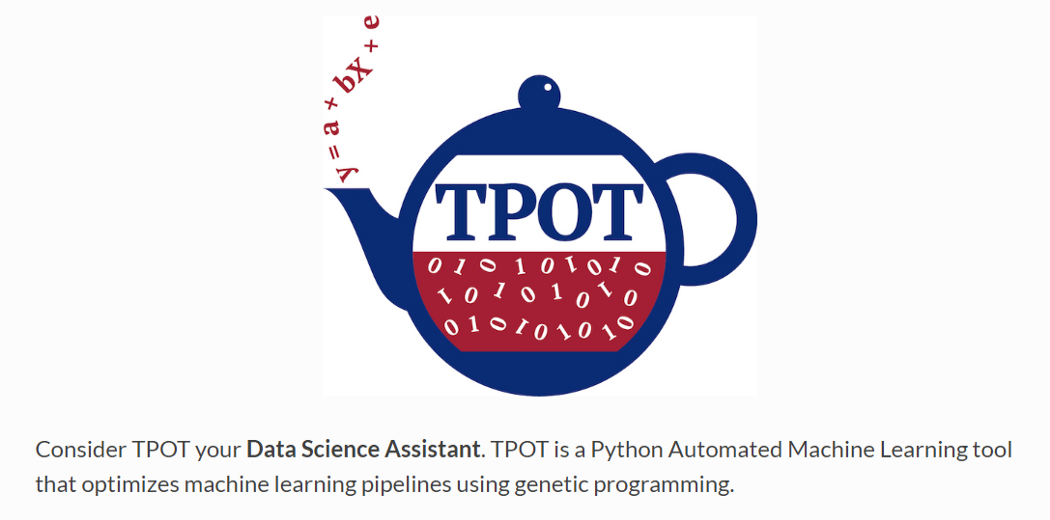 y = a + bX + e
TPOT
0 1 0 1 0 1 0 1 0
1 0 1 0 1 0 1 0
0 1 0 1 0 1 0 1 0
Consider TPOT your Data Science Assistant. TPOT is a Python Automated Machine Learning tool
that optimizes machine learning pipelines using genetic programming.